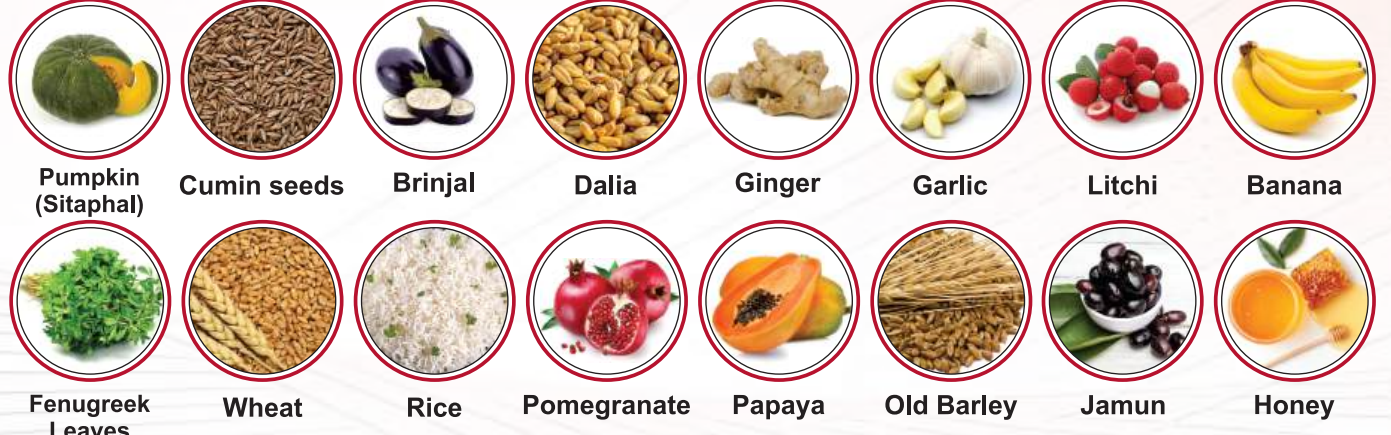 Pumpkin
(Sitaphal)
Cumin seeds
Brinjal
Dalia
Ginger
Garlic
Litchi
Banana
Fenugreek
Leaves
Wheat
Rice
Pomegranate
Papaya
Old Barley
Jamun
Honey